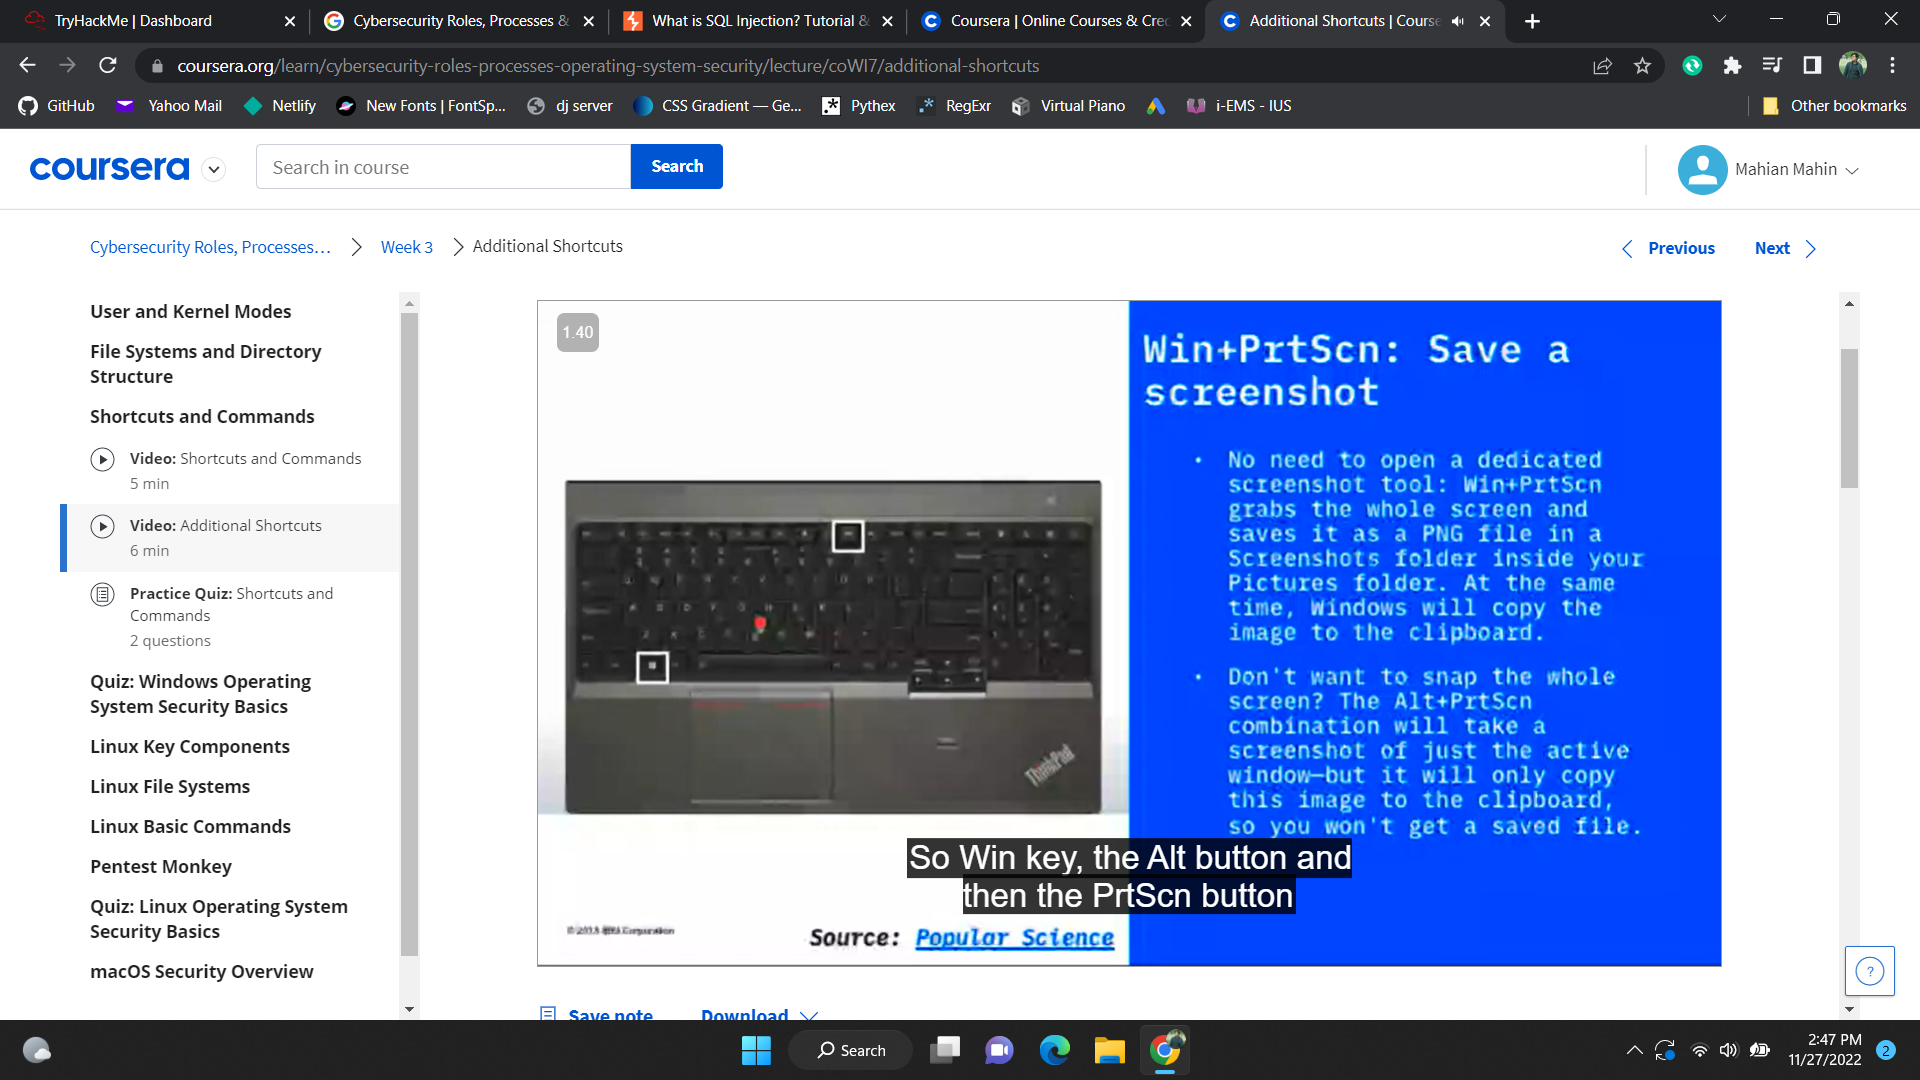 TryHackMe | Dashboard
Cybersecurity Roles, Processes &
What is SQL Injection? Tutorial &
Coursera | Online Courses & Cre
Additional Shortcuts | Course
coursera.org/learn/cybersecurity-roles-processes-operating-system-security/lecture/coWI7/additional-shortcuts
GitHub
Yahoo Mail
Netlify
New Fonts | FontSp...
dj server
CSS Gradient — Ge...
Pythex
RegExr
Virtual Piano
i-EMS - IUS
Other bookmarks
coursera
Search in course
Search
Mahian Mahin
Cybersecurity Roles, Processes...
Week 3
Additional Shortcuts
Previous
Next
User and Kernel Modes
File Systems and Directory
Structure
Shortcuts and Commands
Video: Shortcuts and Commands
5 min
Video: Additional Shortcuts
6 min
Practice Quiz: Shortcuts and
Commands
2 questions
Quiz: Windows Operating
System Security Basics
Linux Key Components
Linux File Systems
Linux Basic Commands
Pentest Monkey
Quiz: Linux Operating System
Security Basics
macOS Security Overview
1.40
Win+PrtScn: Save a
screenshot
• No need to open a dedicated
screenshot tool: Win+PrtScn
grabs the whole screen and
saves it as a PNG file in a
Screenshots folder inside your
Pictures folder. At the same
time, Windows will copy the
image to the clipboard.
• Don't want to snap the whole
screen? The Alt+PrtScn
combination will take a
screenshot of just the active
window—but it will only copy
this image to the clipboard,
so you won't get a saved file.
ThinkPad
So Win key, the Alt button and
then the PrtScn button
Source: Popular Science
Save note
Download
?
Search
2:47 PM
11/27/2022
2